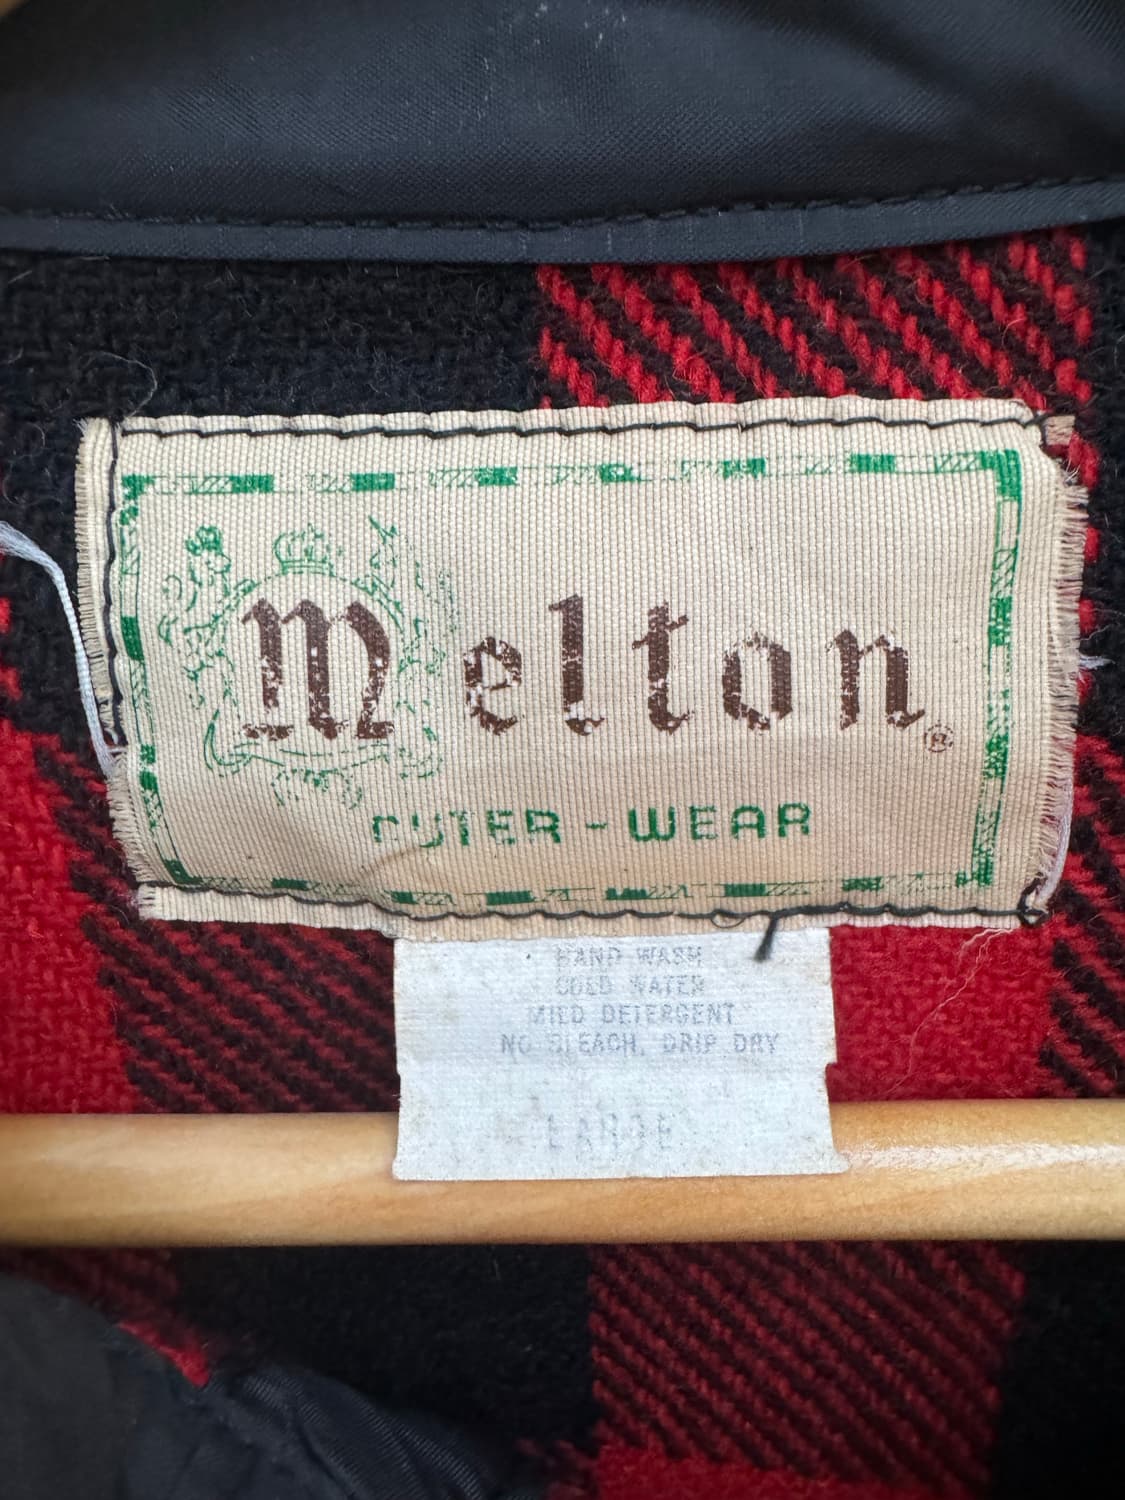 Melton®
OUTER-WEAR
HAND WASH
COLD WATER
MILD DETERGENT
NO BLEACH, DRIP DRY
LARGE